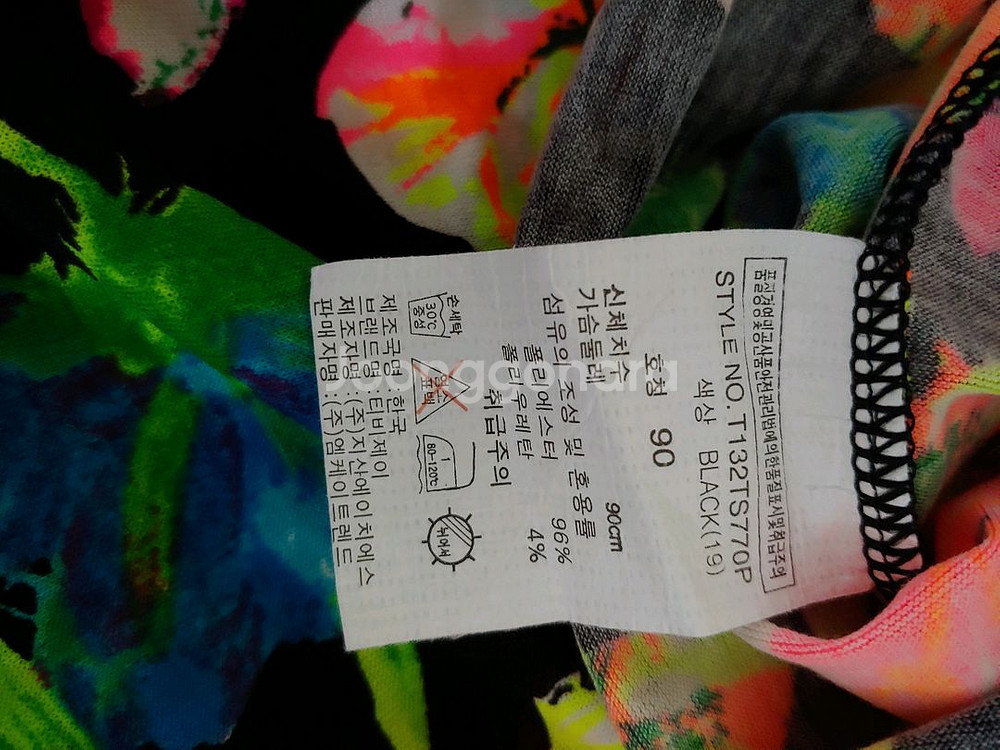 품질경영및공산품안전관리법에의한품질표시및취급주의
STYLE NO.T132TS770P
색상 BLACK(19)
호칭 90
신체치수
가슴둘레 90cm
섬유의 조성 및 혼용률
폴리에스터 96%
폴리우레탄 4%
취급주의
손세탁
30℃
중성
염소
표백
80-120℃
뉘어서
제조국명 : 한국
브랜드명 : 티비제이
제조자명 : (주)지산에이치에스
판매자명 : (주)엠케이트렌드
joonggonara